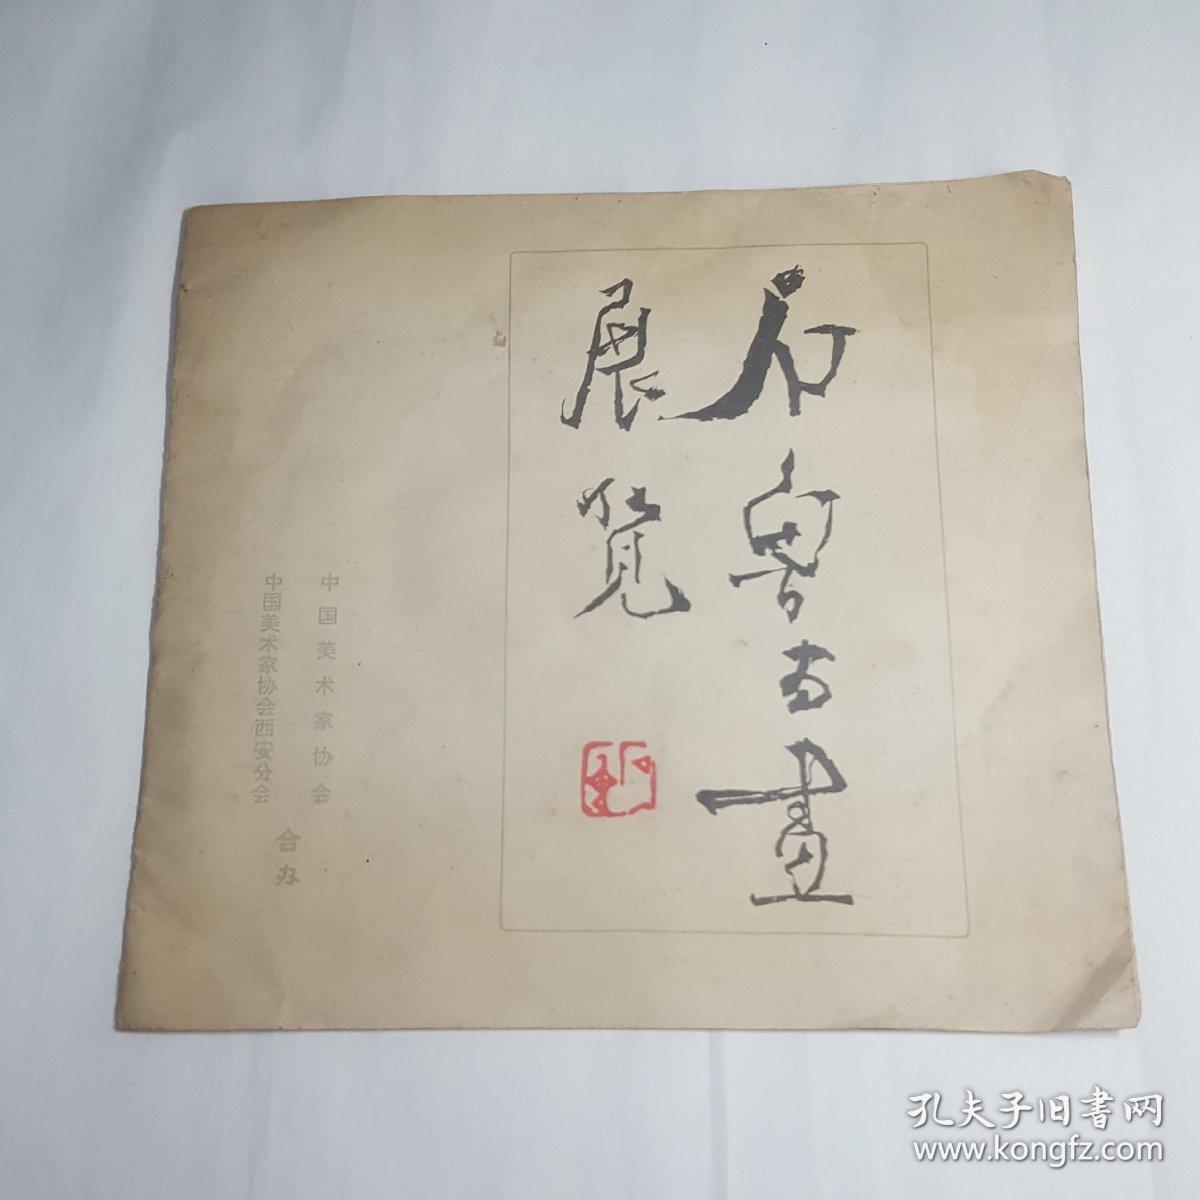 石鲁书畫
展览
中国美术家协会
中国美术家协会西安分会
合办
孔夫子旧书网
www.kongfz.com